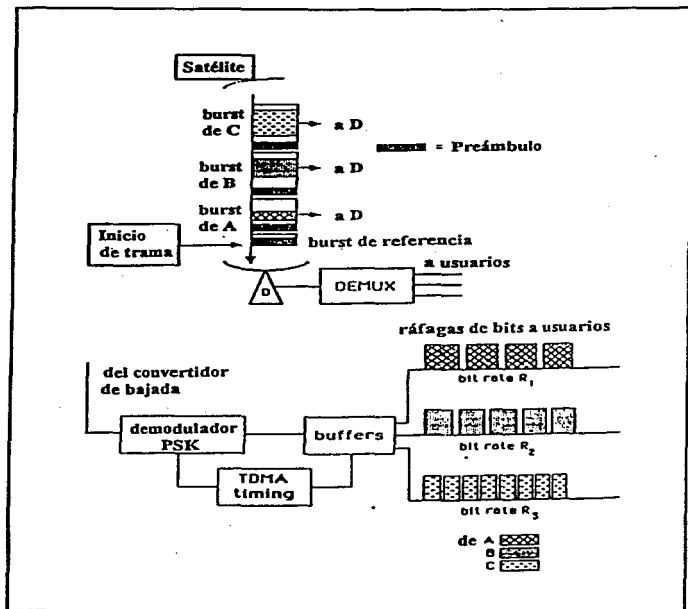 Satélite
burst
de C
a D
= Preámbulo
burst
de B
a D
burst
de A
a D
Inicio
de trama
burst de referencia
a usuarios
D
DEMUX
ráfagas de bits a usuarios
del convertidor
de bajada
bit rate R1
demodulador
PSK
buffers
bit rate R2
TDMA
timing
bit rate R3
de A
B
C